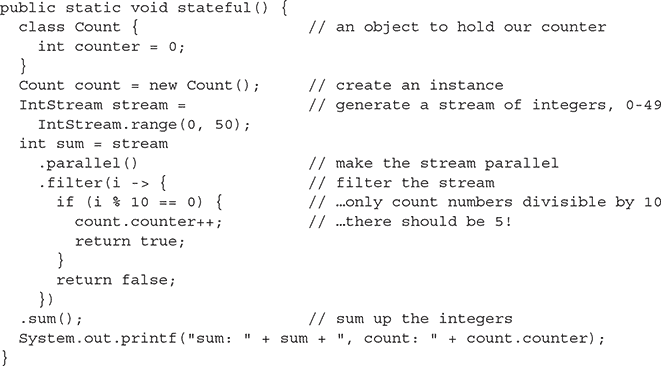 public static void stateful() {
  class Count {                 // an object to hold our counter
    int counter = 0;
  }
  Count count = new Count();    // create an instance
  IntStream stream =            // generate a stream of integers, 0-49
    IntStream.range(0, 50);
  int sum = stream
    .parallel()                 // make the stream parallel
    .filter(i -> {              // filter the stream
      if (i % 10 == 0) {        // …only count numbers divisible by 10
        count.counter++;        // …there should be 5!
        return true;
      }
      return false;
    })
  .sum();                       // sum up the integers
  System.out.printf("sum: " + sum + ", count: " + count.counter);
}